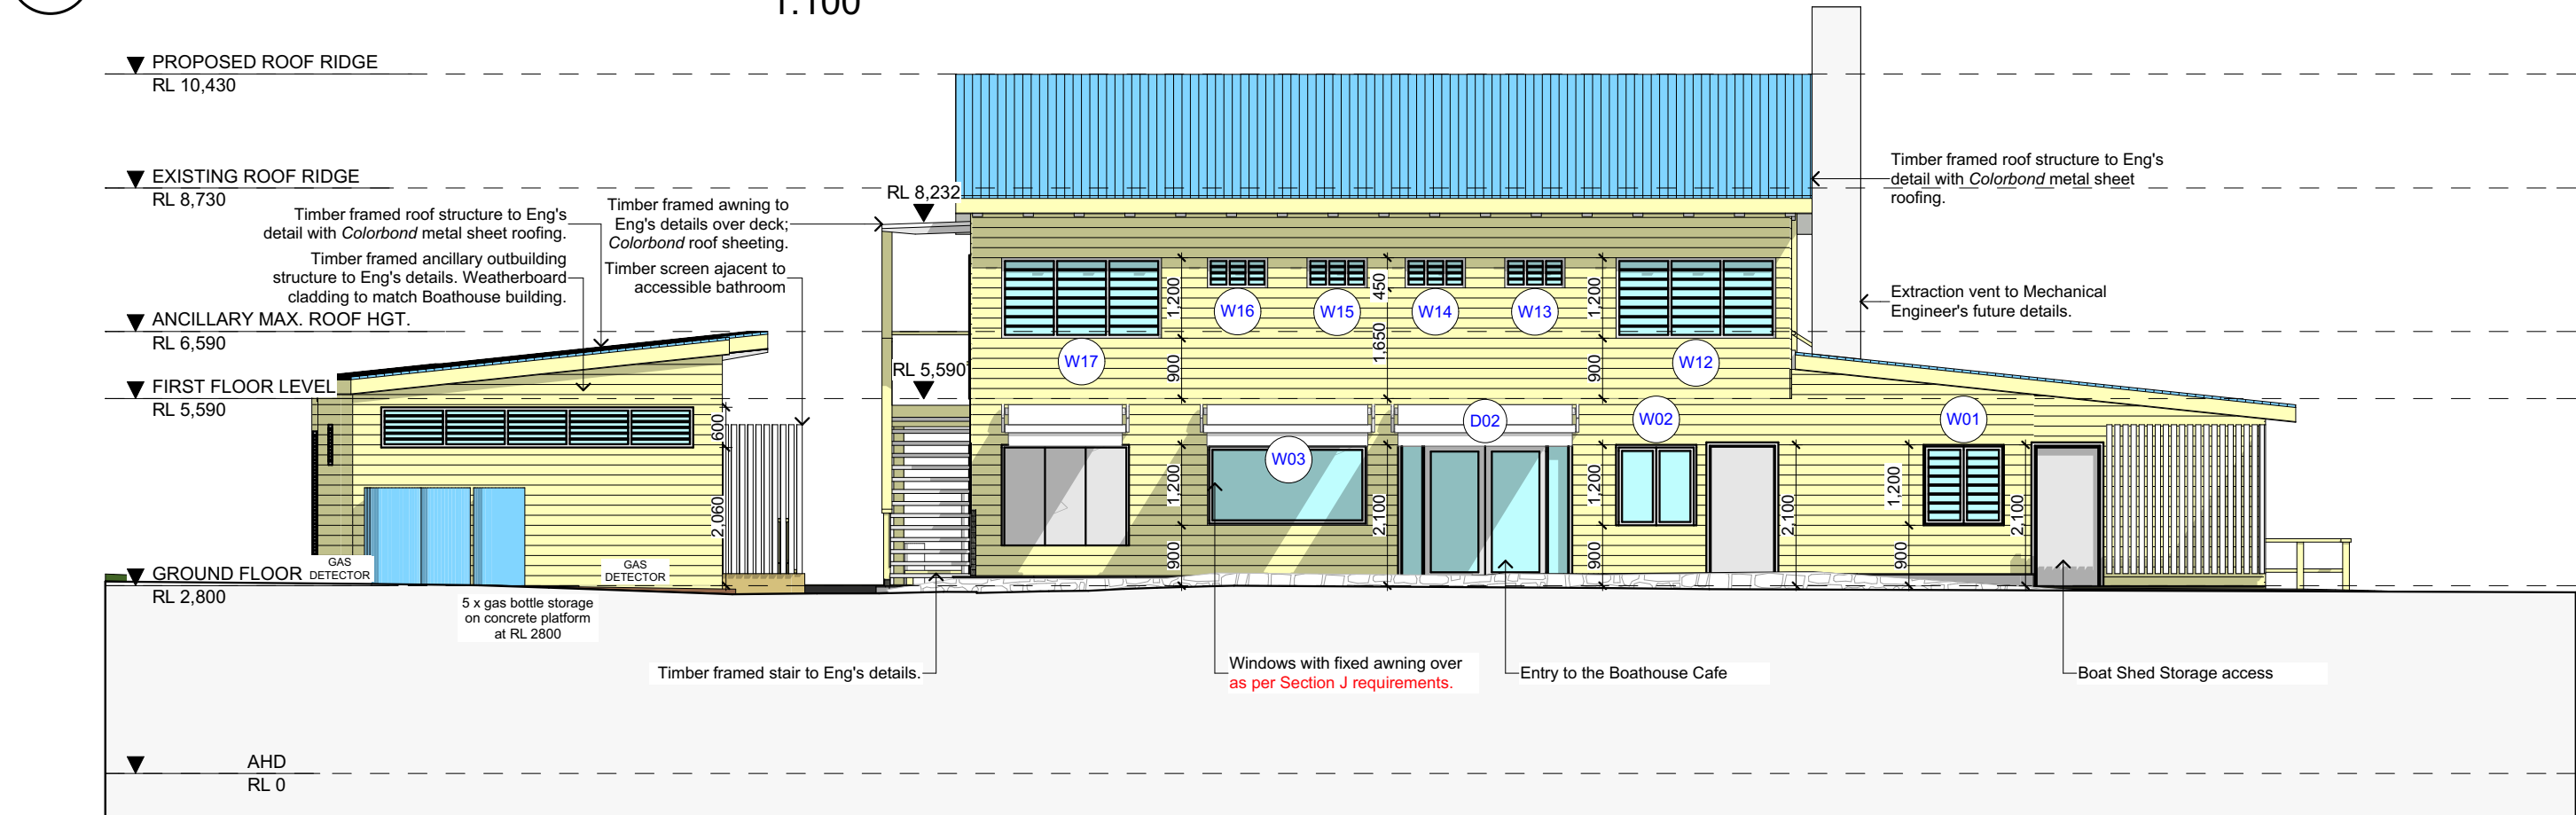 1:100
PROPOSED ROOF RIDGE
RL 10,430
EXISTING ROOF RIDGE
RL 8,730
Timber framed roof structure to Eng's
detail with Colorbond metal sheet roofing.
Timber framed ancillary outbuilding
structure to Eng's details. Weatherboard
cladding to match Boathouse building.
Timber framed awning to
Eng's details over deck;
Colorbond roof sheeting.
Timber screen ajacent to
accessible bathroom
RL 8,232
Timber framed roof structure to Eng's
detail with Colorbond metal sheet
roofing.
Extraction vent to Mechanical
Engineer's future details.
ANCILLARY MAX. ROOF HGT.
RL 6,590
FIRST FLOOR LEVEL
RL 5,590
RL 5,590
1,200
W16
W15
450
W14
W13
1,200
W17
900
1,650
900
W12
600
2,060
W03
D02
W02
W01
1,200
900
2,100
1,200
900
2,100
1,200
900
2,100
GAS
DETECTOR
GAS
DETECTOR
GROUND FLOOR
RL 2,800
5 x gas bottle storage
on concrete platform
at RL 2800
Timber framed stair to Eng's details.
Windows with fixed awning over
as per Section J requirements.
Entry to the Boathouse Cafe
Boat Shed Storage access
AHD
RL 0